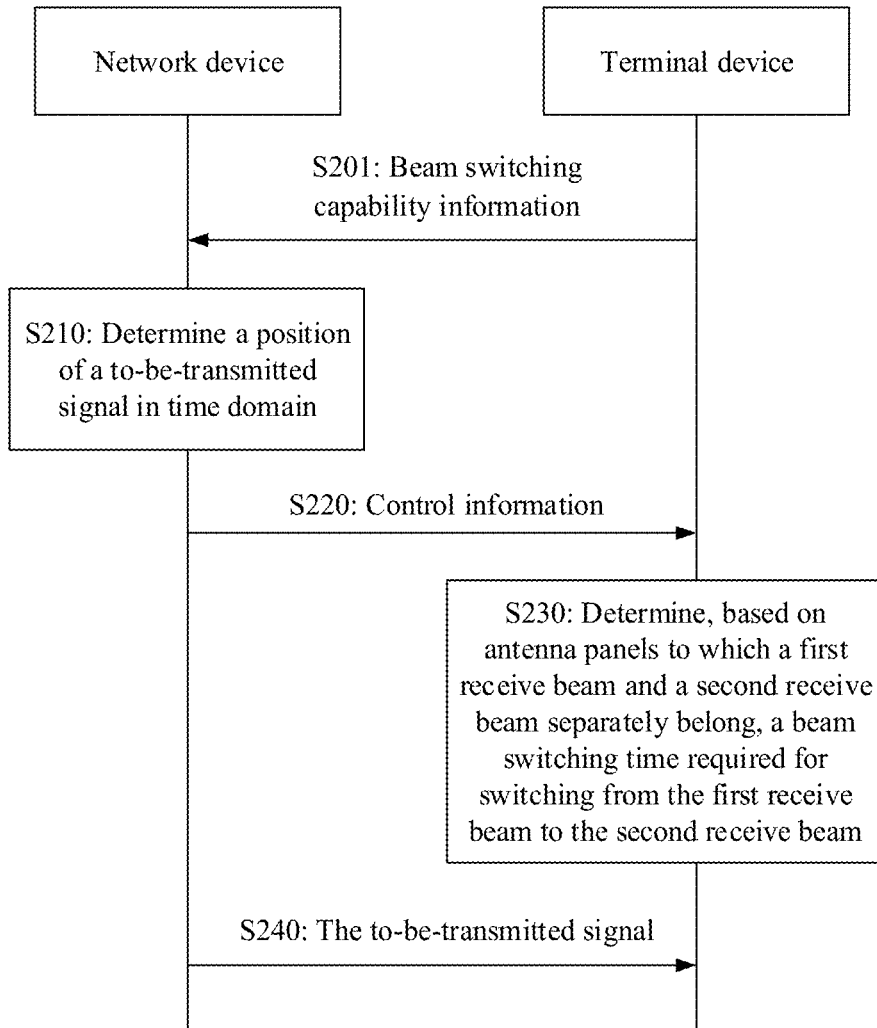 Network device
Terminal device
S201: Beam switching
capability information
S210: Determine a position
of a to-be-transmitted
signal in time domain
S220: Control information
S230: Determine, based on
antenna panels to which a first
receive beam and a second receive
beam separately belong, a beam
switching time required for
switching from the first receive
beam to the second receive beam
S240: The to-be-transmitted signal